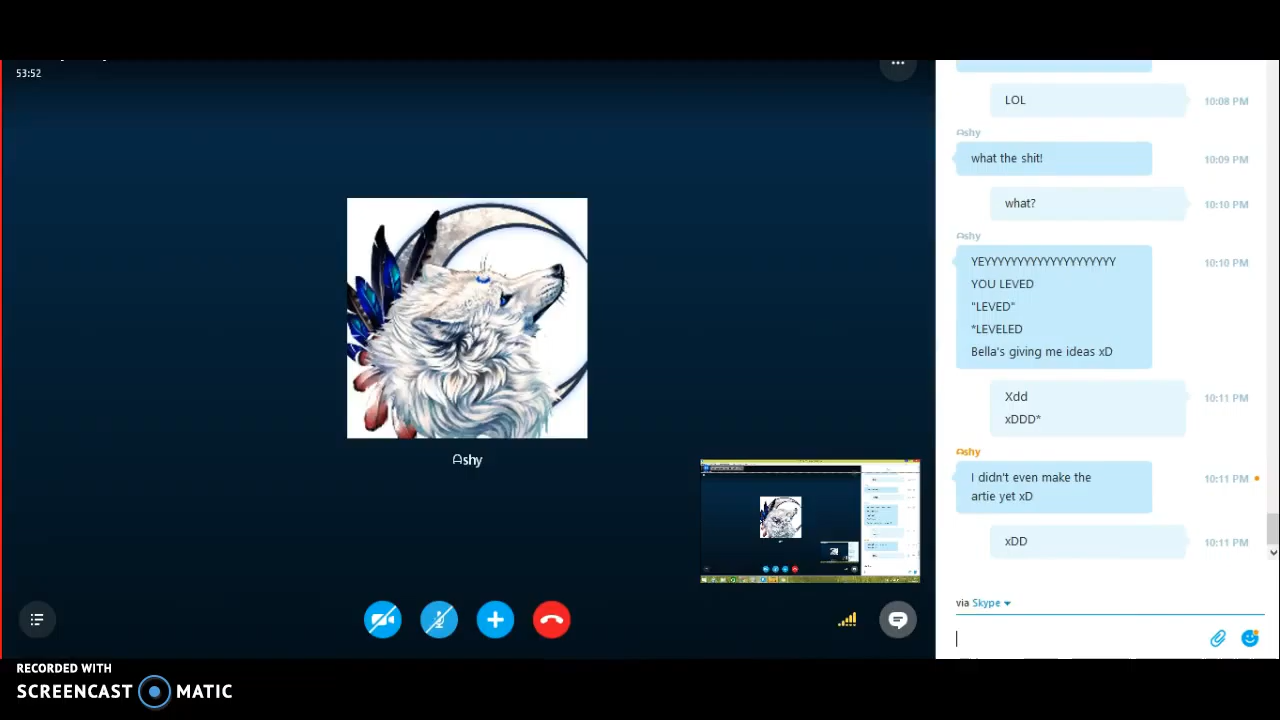 53:52
LOL
10:08 PM
Ashy
what the shit!
10:09 PM
what?
10:10 PM
Ashy
YEYYYYYYYYYYYYYYYYYYYY
10:10 PM
YOU LEVED
"LEVED"
*LEVELED
Bella's giving me ideas xD
Xdd
10:11 PM
xDDD*
Ashy
I didn't even make the
10:11 PM
artie yet xD
xDD
10:11 PM
Ashy
via Skype
RECORDED WITH
SCREENCAST MATIC